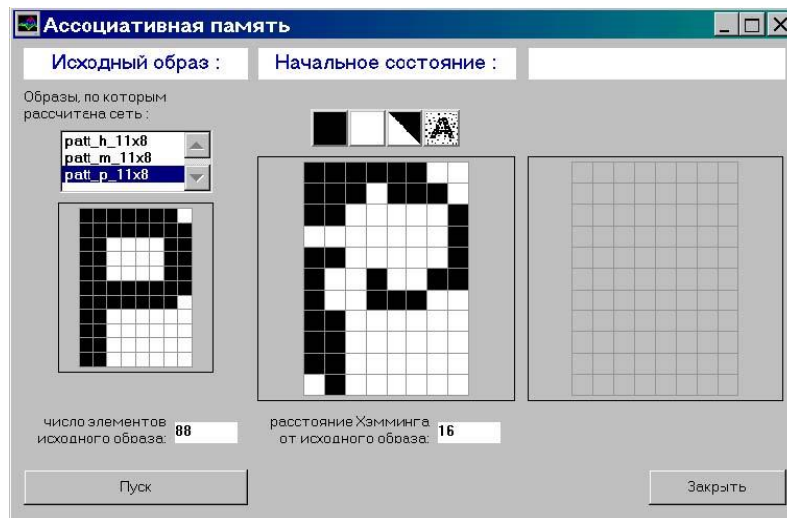 Ассоциативная память
Исходный образ :
Начальное состояние :
Образы, по которым
рассчитана сеть :
patt_h_11x8
patt_m_11x8
patt_p_11x8
A
число элементов
исходного образа: 88
расстояние Хэмминга
от исходного образа: 16
Пуск
Закрыть